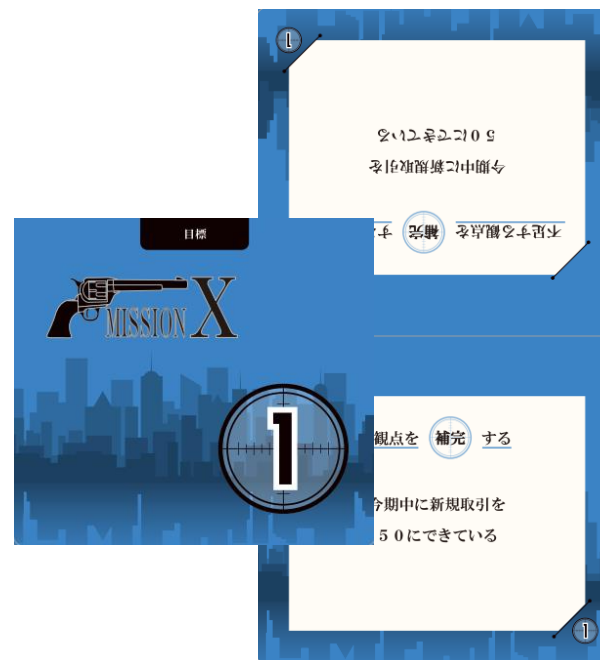 1
不足する観点を 補完 す
今期中に新規取引を
50にできている
目標
MISSION X
1
観点を 補完 する
今期中に新規取引を
50にできている
1